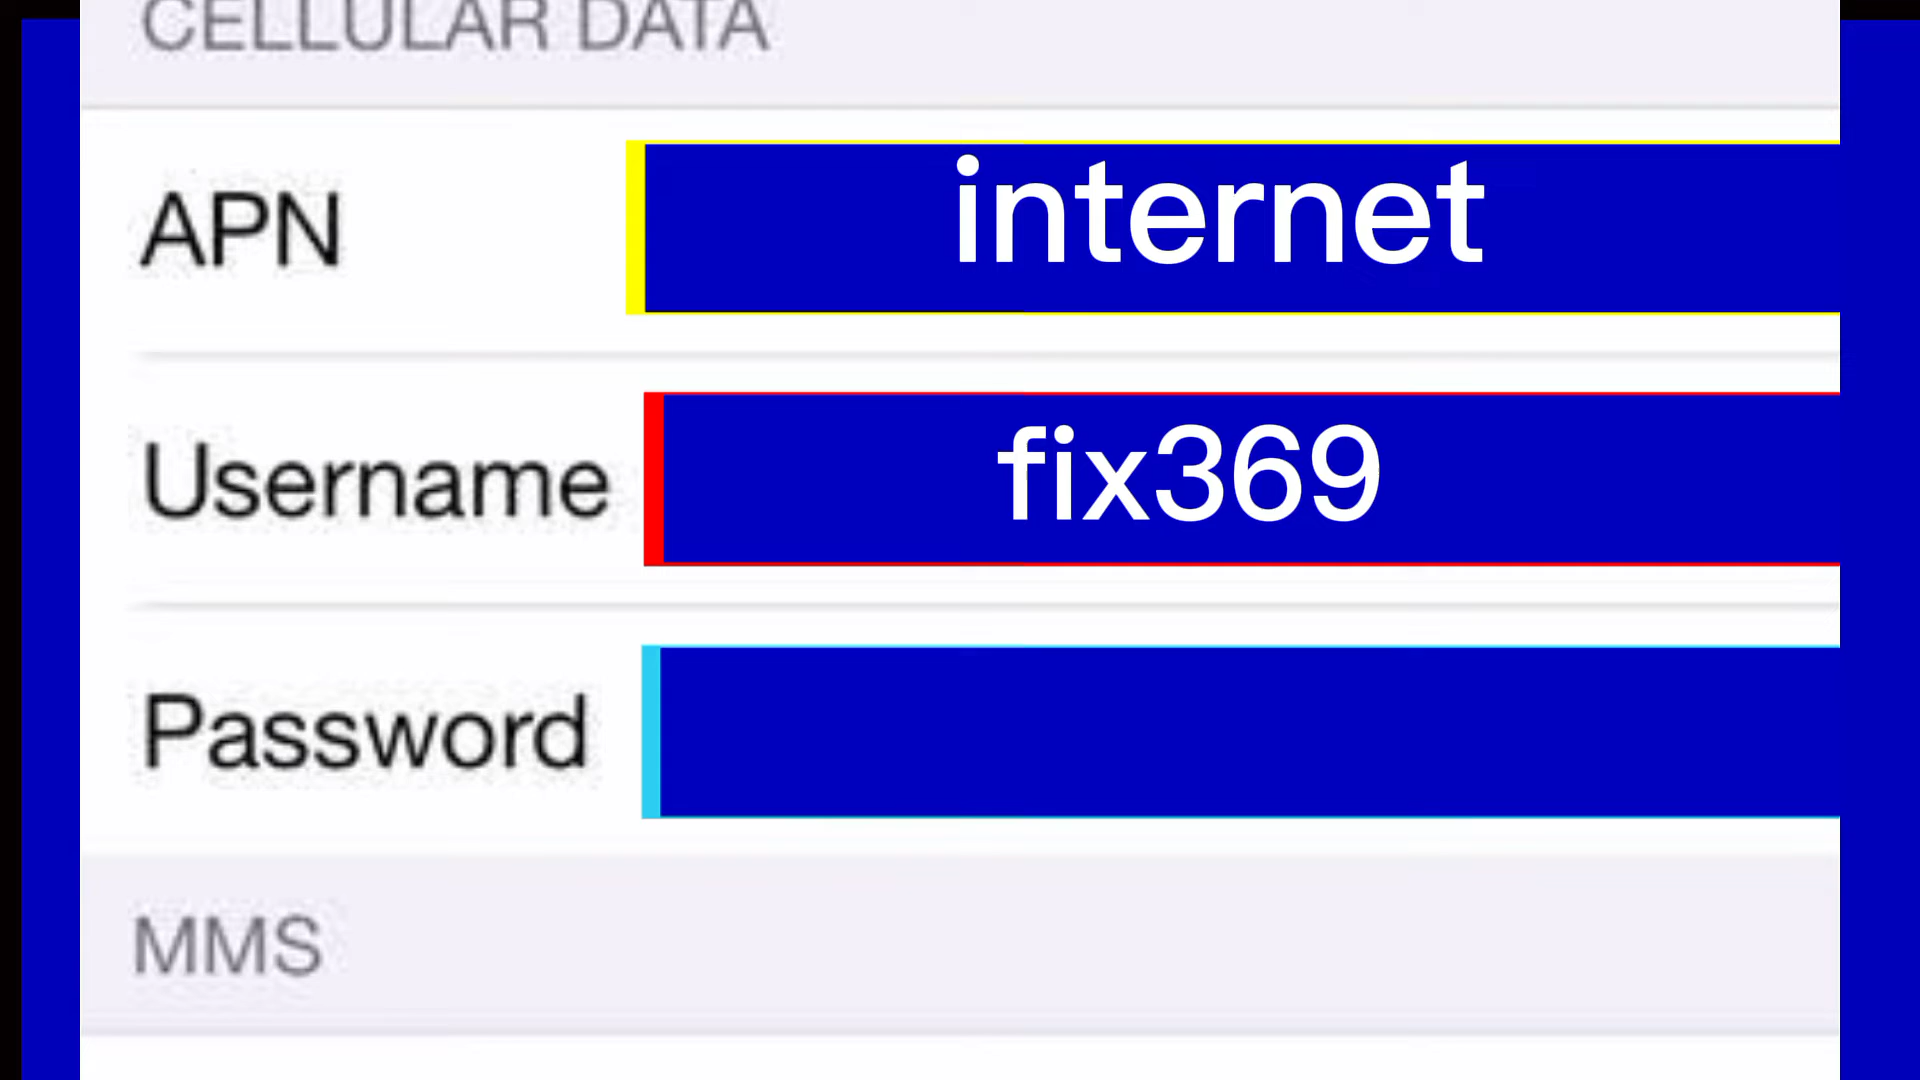 CELLULAR DATA
APN internet
Username fix369
Password
MMS